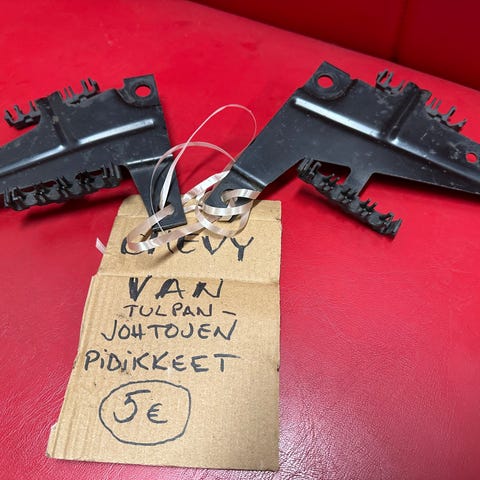 CHEVY
VAN
TULPAN-
JOHTOJEN
PIDIKKEET
5€